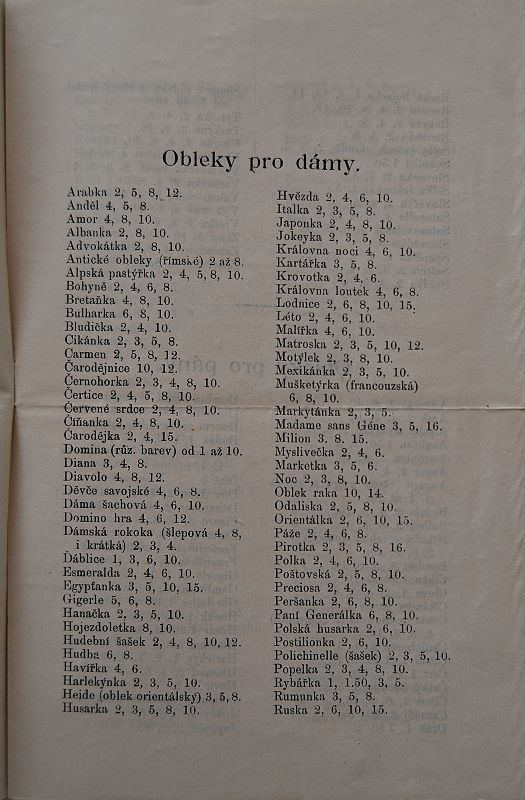 Obleky pro dámy.
Arabka 2, 5, 8, 12.
Anděl 4, 5, 8.
Amor 4, 8, 10.
Albanka 2, 8, 10.
Advokátka 2, 8, 10.
Antické obleky (římské) 2 až 8.
Alpská pastýřka 2, 4, 5, 8, 10.
Bohyně 2, 4, 6, 8.
Bretaňka 4, 8, 10.
Bulharka 6, 8, 10.
Bludička 2, 4, 10.
Cikánka 2, 3, 5, 8.
Carmen 2, 5, 8, 12.
Čarodějnice 10, 12.
Černohorka 2, 3, 4, 8, 10.
Čertice 2, 4, 5, 8, 10.
Červené srdce 2, 4, 8, 10.
Číňanka 2, 4, 8, 10.
Čarodějka 2, 4, 15.
Domina (růz. barev) od 1 až 10.
Diana 3, 4, 8.
Diavolo 4, 8, 12.
Děvče savojské 4, 6, 8.
Dáma šachová 4, 6, 10.
Domino hra 4, 6, 12.
Dámská rokoka (šlepová 4, 8,
i krátká) 2, 3, 4.
Ďáblice 1, 3, 6, 10.
Esmeralda 2, 4, 6, 10.
Egypťanka 3, 5, 10, 15.
Gigerle 5, 6, 8.
Hanačka 2, 3, 5, 10.
Hojezdoletka 8, 10.
Hudební šašek 2, 4, 8, 10, 12.
Hudba 6, 8.
Havířka 4, 6.
Harlekýnka 2, 3, 5, 10.
Heide (oblek orientálský) 3, 5, 8.
Husarka 2, 3, 5, 8, 10.
Hvězda 2, 4, 6, 10.
Italka 2, 3, 5, 8.
Japonka 2, 4, 8, 10.
Jokeyka 2, 3, 5, 8.
Královna noci 4, 6, 10.
Kartářka 3, 5, 8.
Krovotka 2, 4, 6.
Královna loutek 4, 6, 8.
Lodnice 2, 6, 8, 10, 15.
Léto 2, 4, 6, 10.
Malířka 4, 6, 10.
Matroska 2, 3, 5, 10, 12.
Motýlek 2, 3, 8, 10.
Mexikánka 2, 3, 5, 10.
Mušketýrka (francouzská)
6, 8, 10.
Markytánka 2, 3, 5.
Madame sans Géne 3, 5, 16.
Milion 3. 8. 15.
Myslivečka 2, 4, 6.
Marketka 3, 5, 6.
Noc 2, 3, 8, 10.
Oblek raka 10, 14.
Odaliska 2, 5, 8, 10.
Orientálka 2, 6, 10, 15.
Páže 2, 4, 6, 8.
Pirotka 2, 3, 5, 8, 16.
Polka 2, 4, 6, 10.
Poštovská 2, 5, 8, 10.
Preciosa 2, 4, 6, 8.
Peršanka 2, 6, 8, 10.
Paní Generálka 6, 8, 10.
Polská husarka 2, 6, 10.
Postilionka 2, 6, 10.
Polichinelle (šašek) 2, 3, 5, 10.
Popelka 2, 3, 4, 8, 10.
Rybářka 1, 1.50, 3, 5.
Rumunka 3, 5, 8.
Ruska 2, 6, 10, 15.